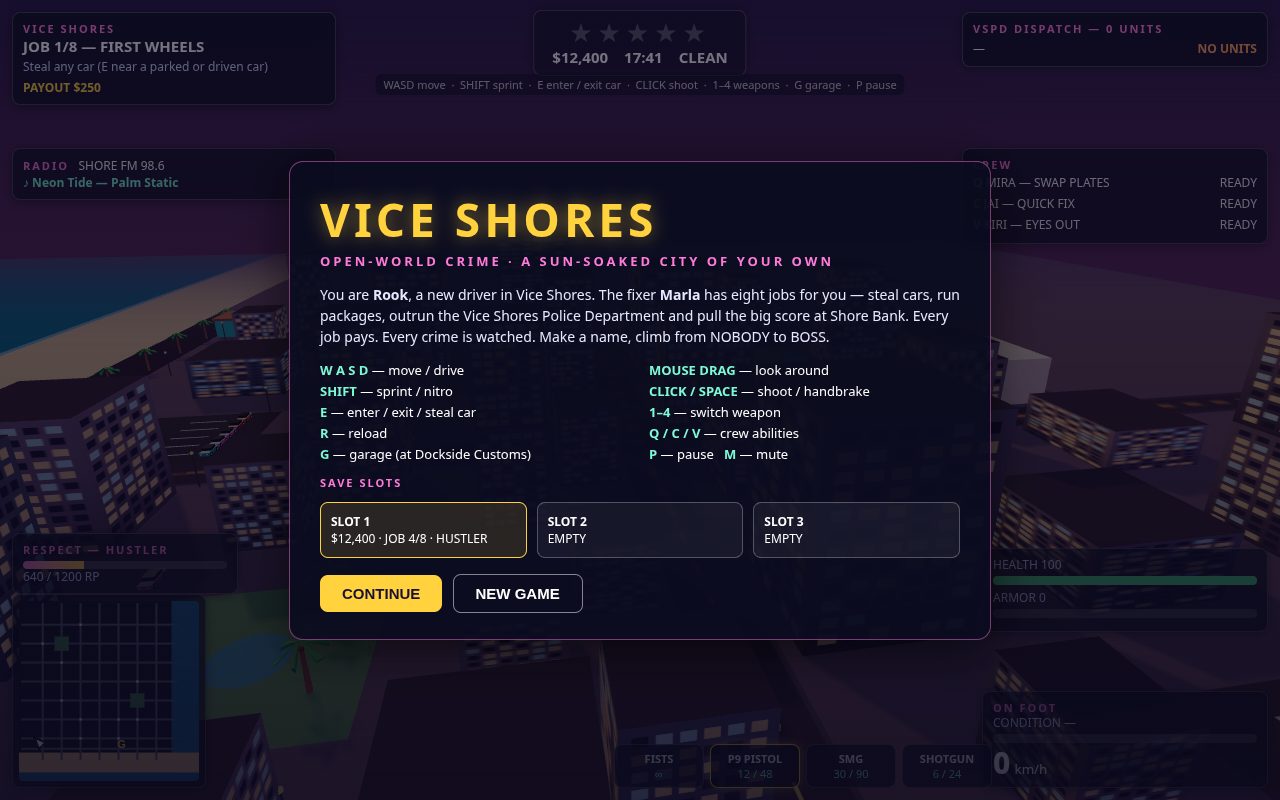 VICE SHORES
JOB 1/8 — FIRST WHEELS
Steal any car (E near a parked or driven car)
PAYOUT $250
★ ★ ★ ★ ★
$12,400 17:41 CLEAN
WASD move · SHIFT sprint · E enter / exit car · CLICK shoot · 1–4 weapons · G garage · P pause
VSPD DISPATCH — 0 UNITS
— NO UNITS
RADIO SHORE FM 98.6
♪ Neon Tide — Palm Static
MIRA — SWAP PLATES READY
— QUICK FIX READY
— EYES OUT READY
VICE SHORES
OPEN-WORLD CRIME · A SUN-SOAKED CITY OF YOUR OWN
You are Rook, a new driver in Vice Shores. The fixer Marla has eight jobs for you — steal cars, run
packages, outrun the Vice Shores Police Department and pull the big score at Shore Bank. Every
job pays. Every crime is watched. Make a name, climb from NOBODY to BOSS.
W A S D — move / drive
MOUSE DRAG — look around
SHIFT — sprint / nitro
CLICK / SPACE — shoot / handbrake
E — enter / exit / steal car
1–4 — switch weapon
R — reload
Q / C / V — crew abilities
G — garage (at Dockside Customs)
P — pause M — mute
SAVE SLOTS
SLOT 1
$12,400 · JOB 4/8 · HUSTLER
SLOT 2
EMPTY
SLOT 3
EMPTY
CONTINUE
NEW GAME
RESPECT — HUSTLER
640 / 1200 RP
G
HEALTH 100
ARMOR 0
ON FOOT
CONDITION —
0 km/h
FISTS
∞
P9 PISTOL
12 / 48
SMG
30 / 90
SHOTGUN
6 / 24